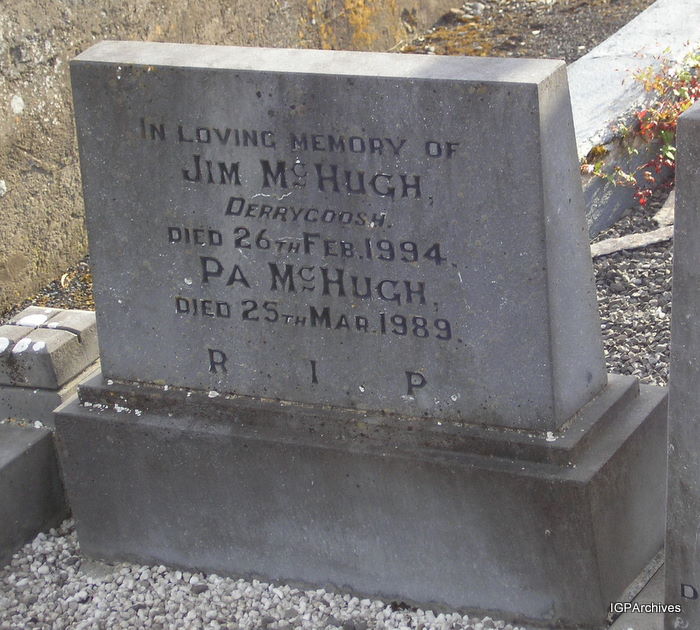 IN LOVING MEMORY OF
JIM McHUGH,
DERRYCOOSH.
DIED 26TH FEB. 1994.
PA McHUGH,
DIED 25TH MAR. 1989.
R I P
D
IGPArchives